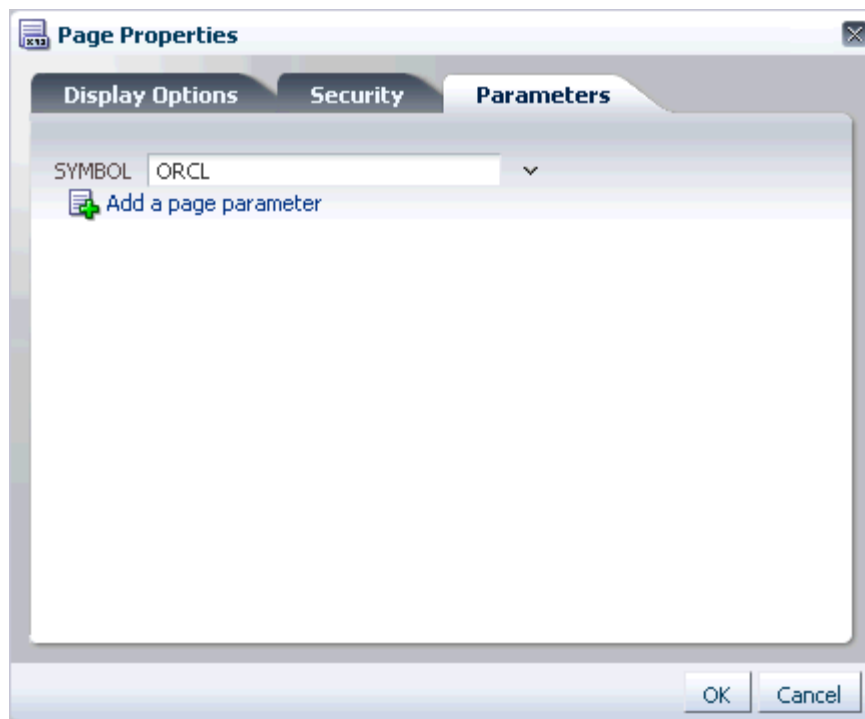 Page Properties
Display Options Security Parameters
SYMBOL ORCL
Add a page parameter
OK Cancel